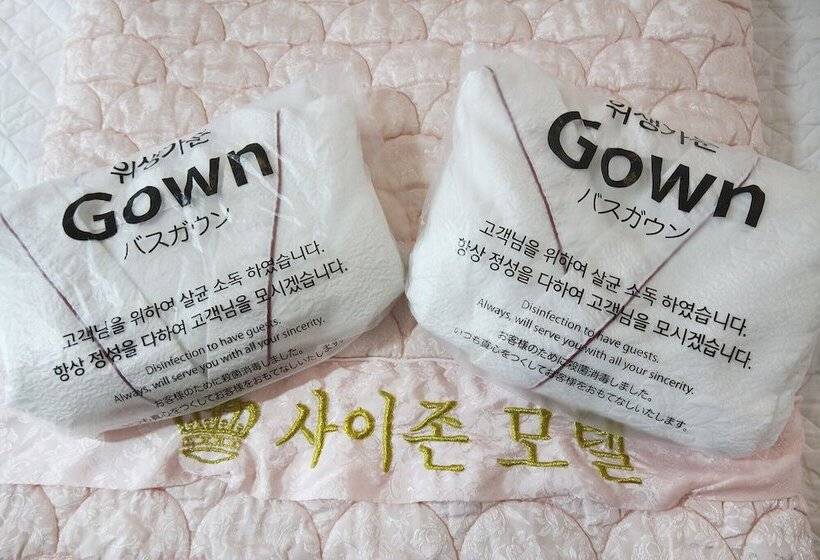 위생가운
Gown
バスガウン
고객님을 위하여 살균 소독 하였습니다.
항상 정성을 다하여 고객님을 모시겠습니다.
Disinfection to have guests.
Always, will serve you with all your sincerity.
お客様のために殺菌消毒しました。
いつも真心をつくしてお客様をおもてなしいたします。
위생가운
Gown
バスガウン
고객님을 위하여 살균 소독 하였습니다.
항상 정성을 다하여 고객님을 모시겠습니다.
Disinfection to have guests.
Always, will serve you with all your sincerity.
お客様のために殺菌消毒しました。
いつも真心をつくしてお客様をおもてなしいたします。
사이존 모텔